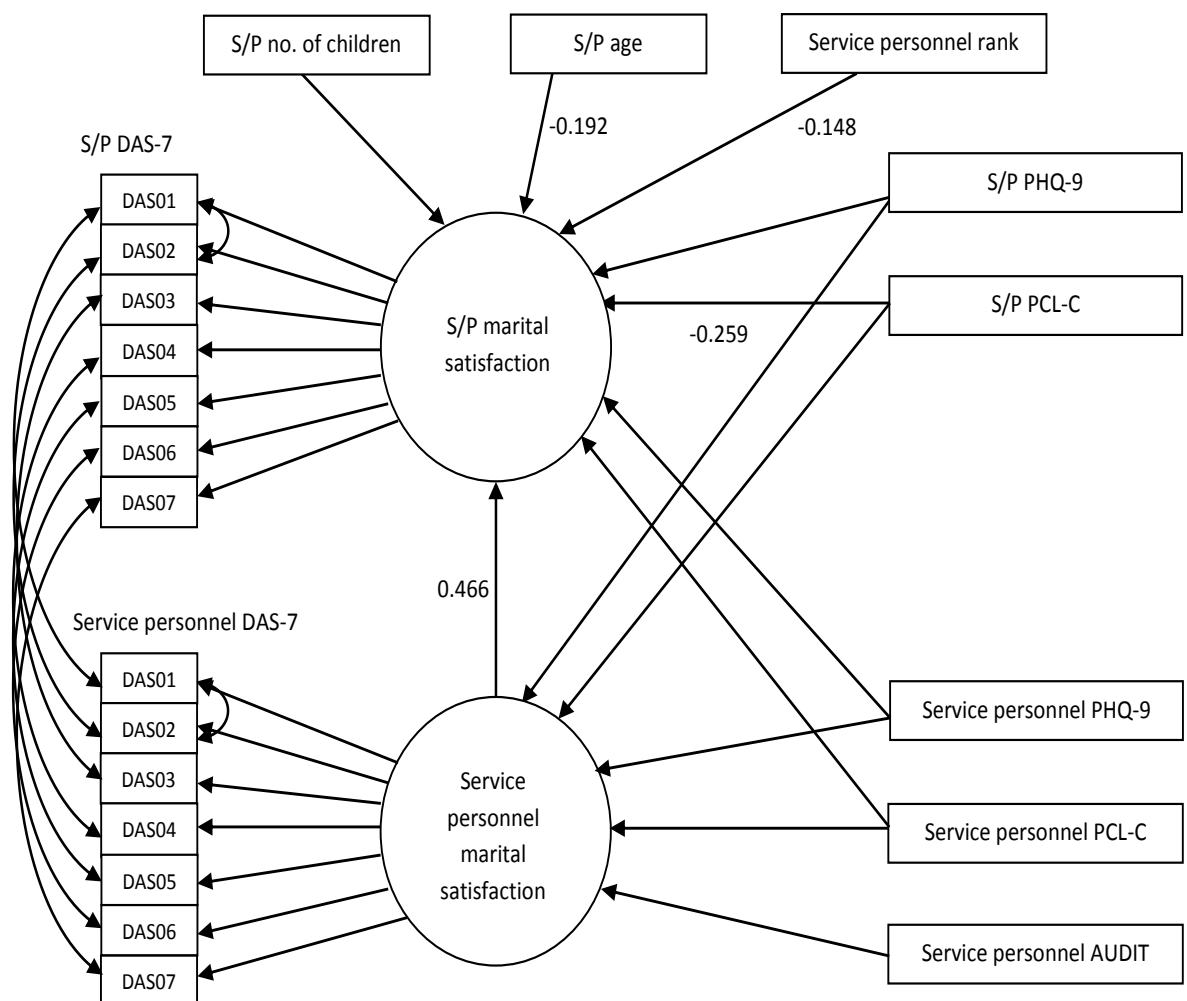 S/P no. of children
S/P age
Service personnel rank
-0.192
-0.148
S/P DAS-7
S/P PHQ-9
DAS01
DAS02
DAS03
DAS04
DAS05
DAS06
DAS07
S/P marital
satisfaction
S/P PCL-C
-0.259
0.466
Service personnel DAS-7
DAS01
DAS02
DAS03
DAS04
DAS05
DAS06
DAS07
Service
personnel
marital
satisfaction
Service personnel PHQ-9
Service personnel PCL-C
Service personnel AUDIT